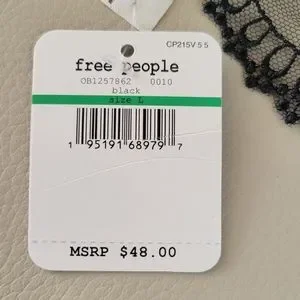 CP215V 5 5
free people
OB1257862 0010
black
size L
1 95191 68979 7
MSRP $48.00